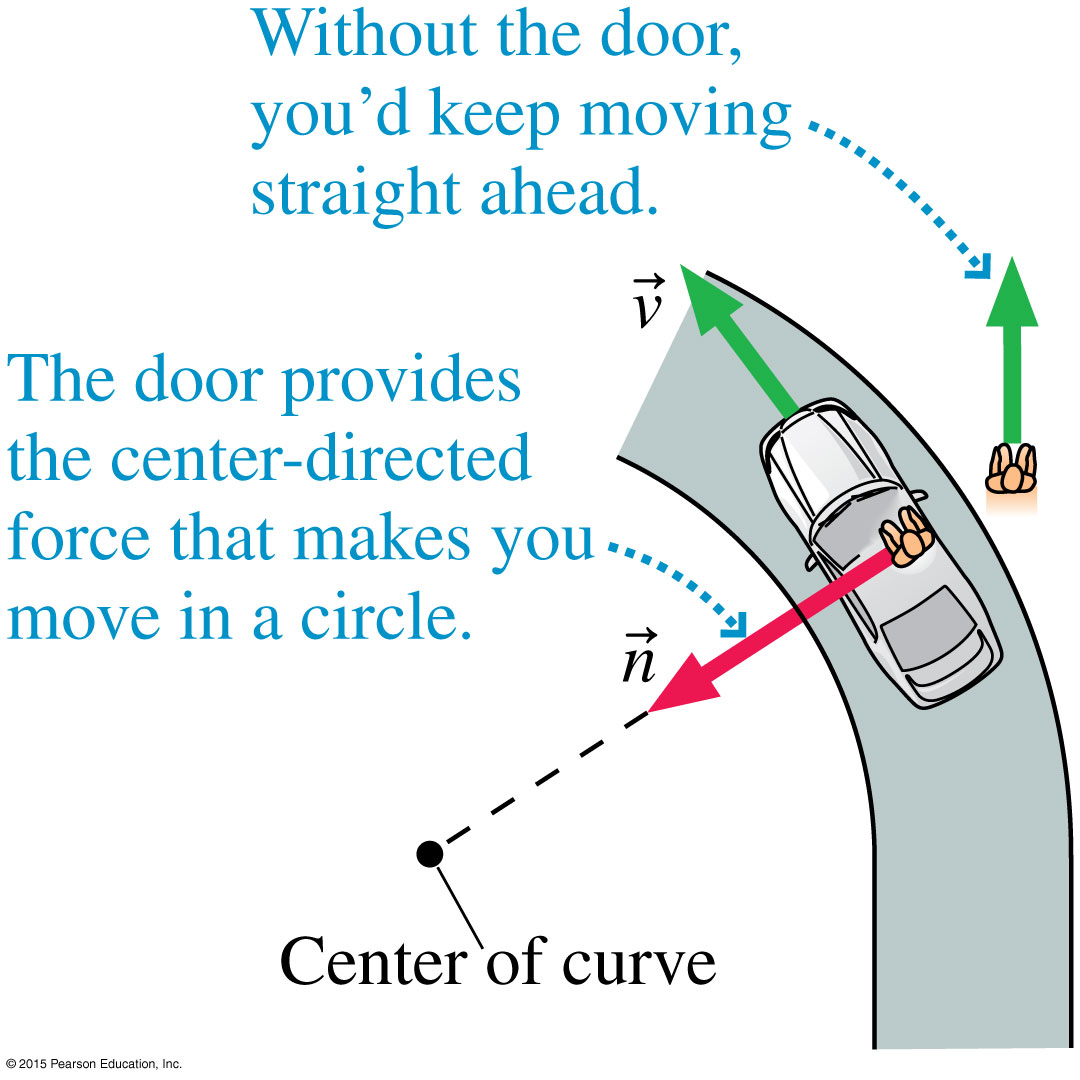 Without the door,
you’d keep moving
straight ahead.
v⃗
The door provides
the center-directed
force that makes you
move in a circle.
n⃗
Center of curve
© 2015 Pearson Education, Inc.